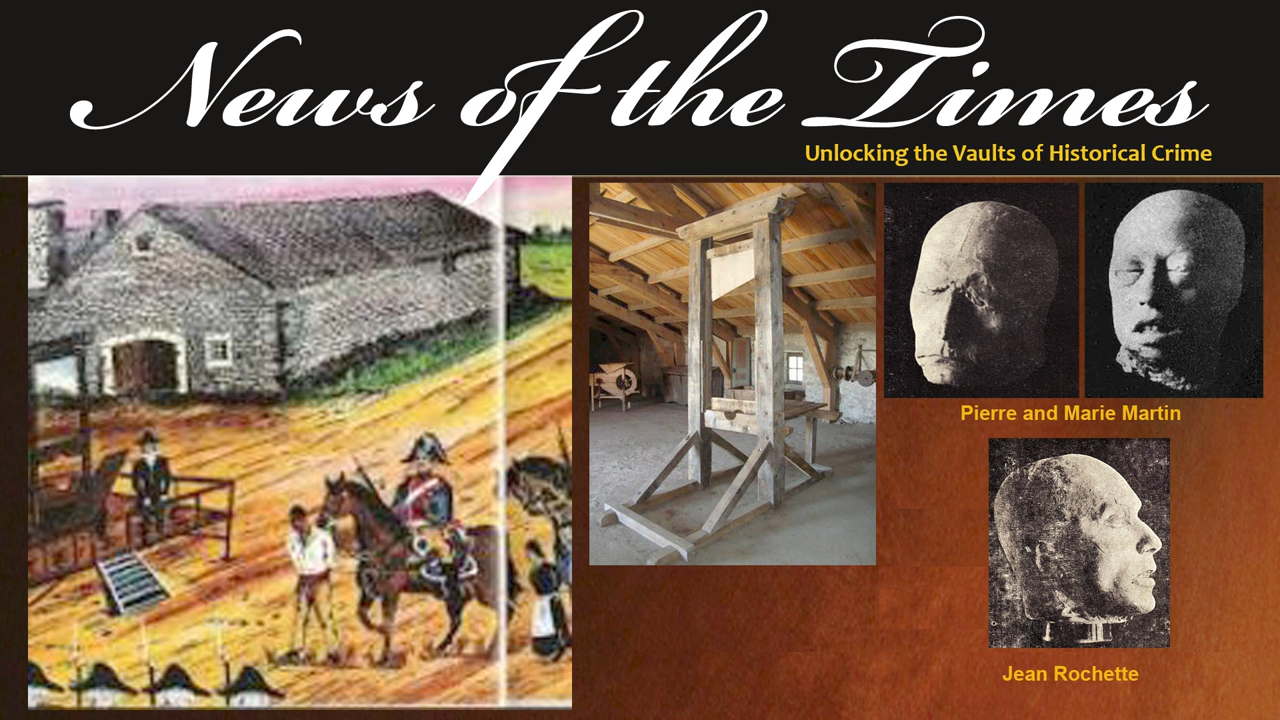 News of the Times
Unlocking the Vaults of Historical Crime
Pierre and Marie Martin
Jean Rochette